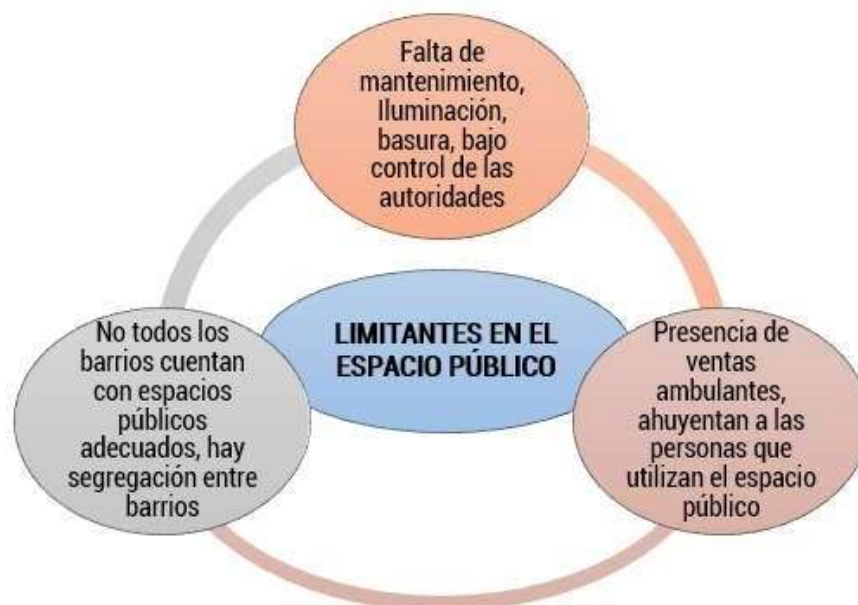 Falta de
mantenimiento,
Iluminación,
basura, bajo
control de las
autoridades
LIMITANTES EN EL
ESPACIO PÚBLICO
No todos los
barrios cuentan
con espacios
públicos
adecuados, hay
segregación entre
barrios
Presencia de
ventas
ambulantes,
ahuyentan a las
personas que
utilizan el espacio
público